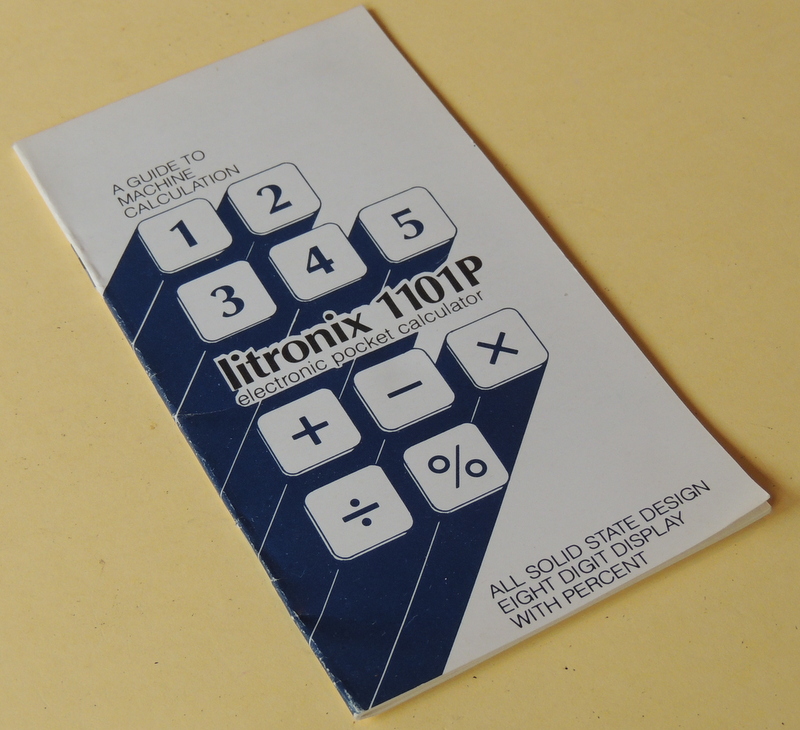 A GUIDE TO
MACHINE
CALCULATION
1 2
3 4 5
litronix 1101P
electronic pocket calculator
+ − ×
÷ %
ALL SOLID STATE DESIGN
EIGHT DIGIT DISPLAY
WITH PERCENT